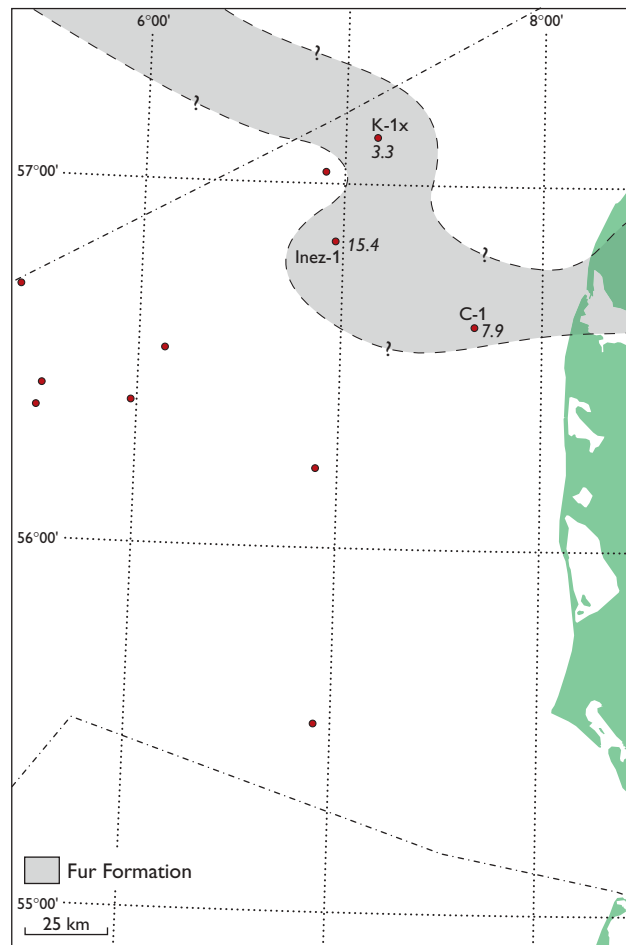 6°00'
8°00'
?
?
K-1x
3.3
57°00'
15.4
Inez-1
?
C-1
7.9
?
56°00'
Fur Formation
55°00'
25 km